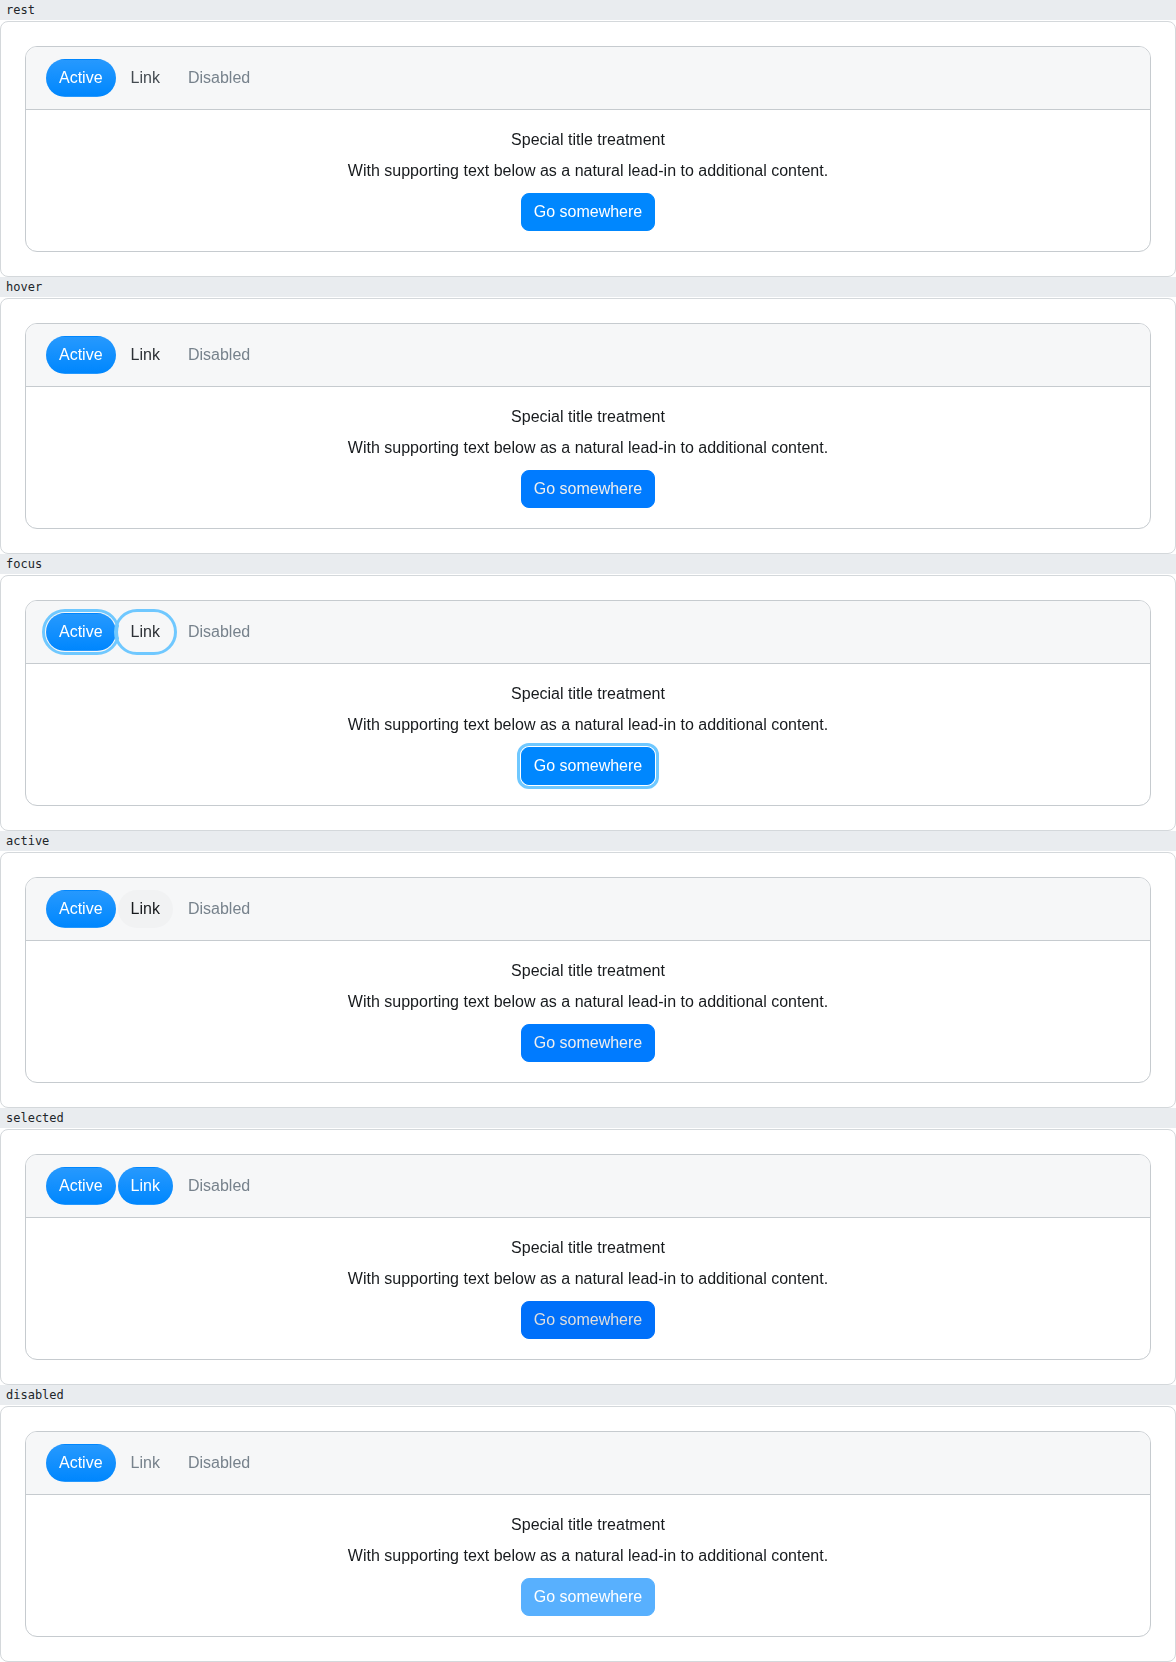 rest
Active Link Disabled
Special title treatment
With supporting text below as a natural lead-in to additional content.
Go somewhere
hover
Active Link Disabled
Special title treatment
With supporting text below as a natural lead-in to additional content.
Go somewhere
focus
Active Link Disabled
Special title treatment
With supporting text below as a natural lead-in to additional content.
Go somewhere
active
Active Link Disabled
Special title treatment
With supporting text below as a natural lead-in to additional content.
Go somewhere
selected
Active Link Disabled
Special title treatment
With supporting text below as a natural lead-in to additional content.
Go somewhere
disabled
Active Link Disabled
Special title treatment
With supporting text below as a natural lead-in to additional content.
Go somewhere